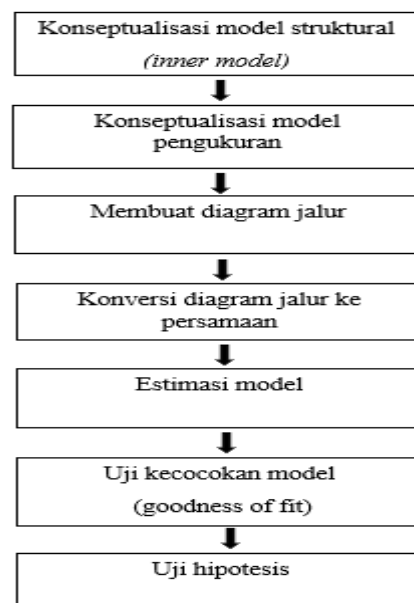 Konseptualisasi model struktural
(inner model)
Konseptualisasi model
pengukuran
Membuat diagram jalur
Konversi diagram jalur ke
persamaan
Estimasi model
Uji kecocokan model
(goodness of fit)
Uji hipotesis